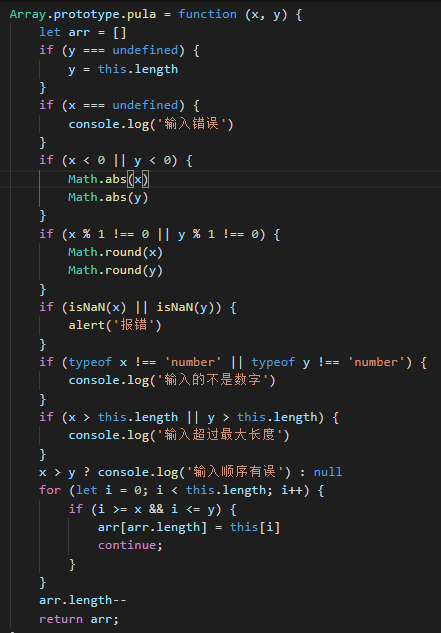 Array.prototype.pula = function (x, y) {
    let arr = []
    if (y === undefined) {
        y = this.length
    }
    if (x === undefined) {
        console.log('输入错误')
    }
    if (x < 0 || y < 0) {
        Math.abs(x)
        Math.abs(y)
    }
    if (x % 1 !== 0 || y % 1 !== 0) {
        Math.round(x)
        Math.round(y)
    }
    if (isNaN(x) || isNaN(y)) {
        alert('报错')
    }
    if (typeof x !== 'number' || typeof y !== 'number') {
        console.log('输入的不是数字')
    }
    if (x > this.length || y > this.length) {
        console.log('输入超过最大长度')
    }
    x > y ? console.log('输入顺序有误') : null
    for (let i = 0; i < this.length; i++) {
        if (i >= x && i <= y) {
            arr[arr.length] = this[i]
            continue;
        }
    }
    arr.length--
    return arr;